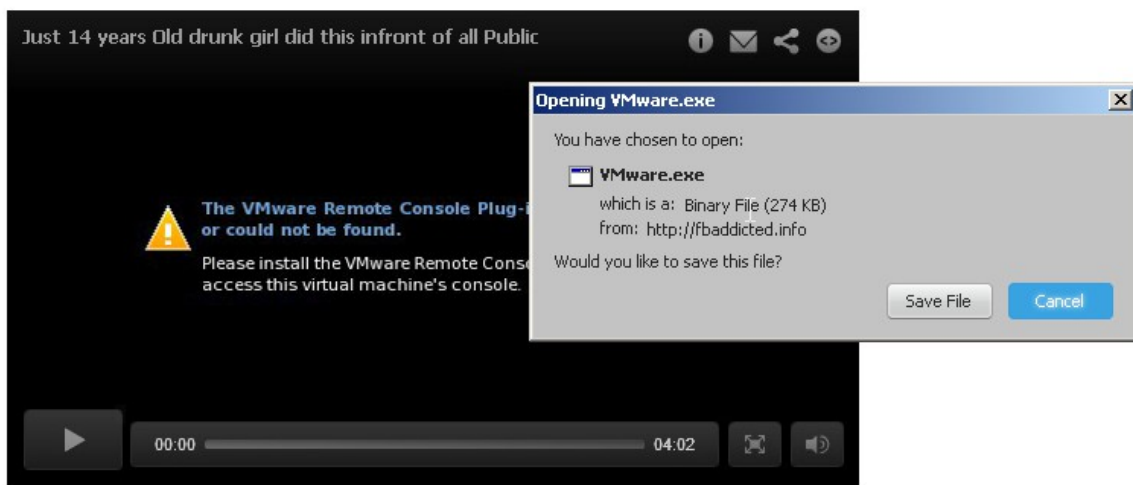 Just 14 years Old drunk girl did this infront of all Public
Opening VMware.exe
You have chosen to open:
VMware.exe
which is a: Binary File (274 KB)
from: http://fbaddicted.info
Would you like to save this file?
Save File
Cancel
The VMware Remote Console Plug-i
or could not be found.
Please install the VMware Remote Conso
access this virtual machine's console.
00:00
04:02